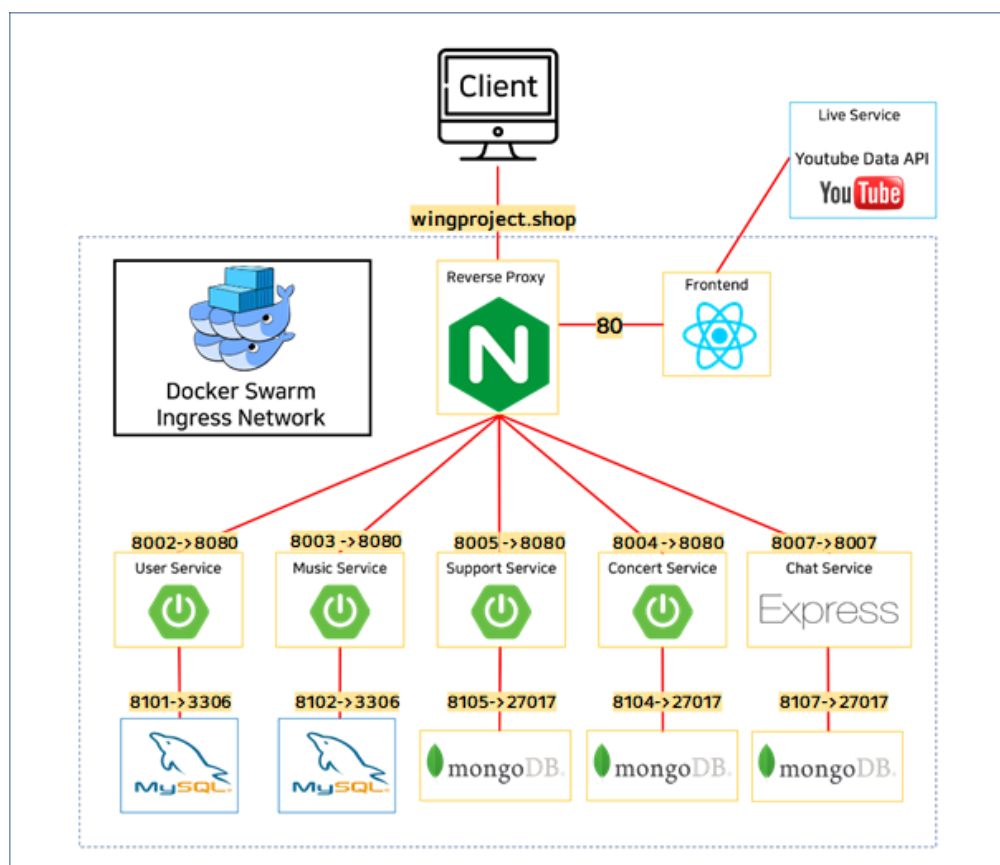 Client
Live Service
Youtube Data API
YouTube
wingproject.shop
Reverse Proxy
Frontend
80
Docker Swarm
Ingress Network
8002->8080
8003 ->8080
8005->8080
8004->8080
8007->8007
User Service
Music Service
Support Service
Concert Service
Chat Service
Express
8101->3306
8102->3306
8105->27017
8104->27017
8107->27017
MySQL
MySQL
mongoDB
mongoDB
mongoDB